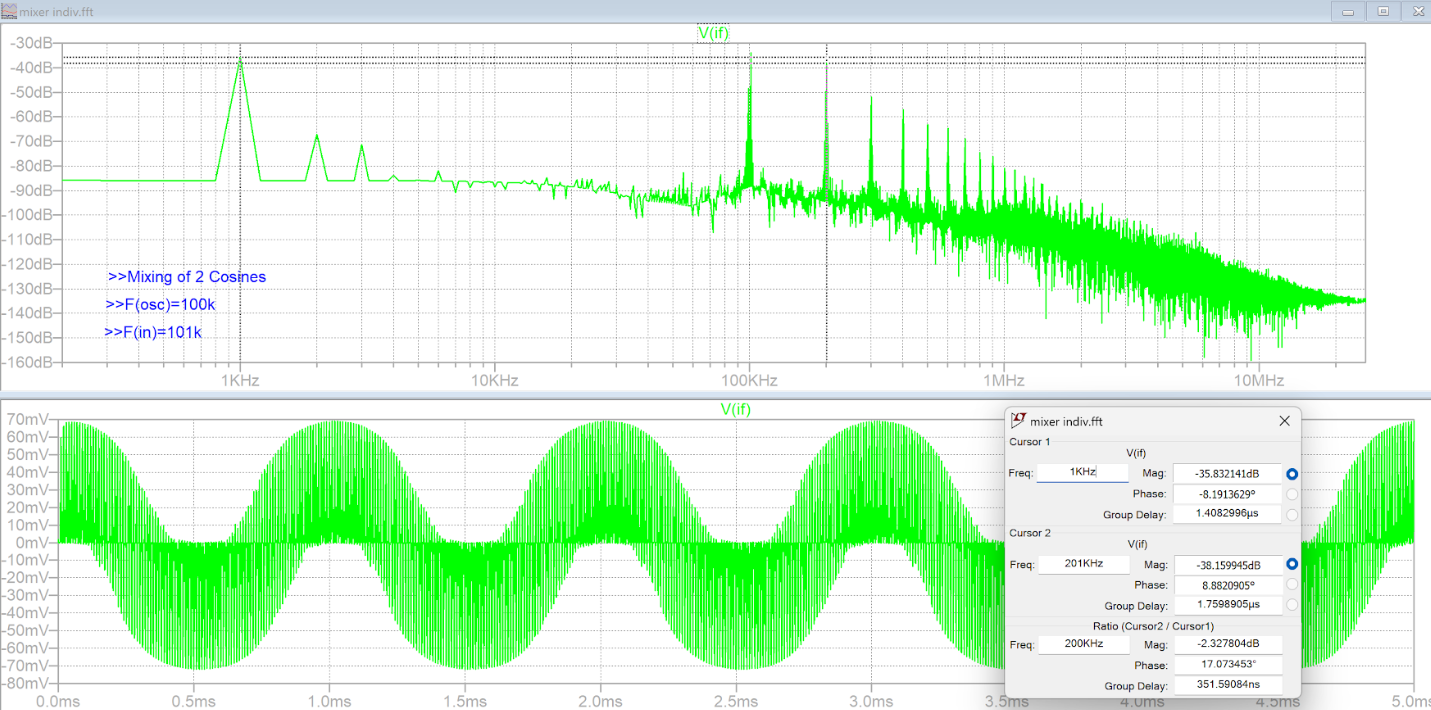 mixer indiv.fft
V(if)
-30dB
-40dB
-50dB
-60dB
-70dB
-80dB
-90dB
-100dB
-110dB
-120dB
-130dB
-140dB
-150dB
-160dB
>>Mixing of 2 Cosines
>>F(osc)=100k
>>F(in)=101k
1KHz 10KHz 100KHz 1MHz 10MHz
V(if)
70mV
60mV
50mV
40mV
30mV
20mV
10mV
0mV
-10mV
-20mV
-30mV
-40mV
-50mV
-60mV
-70mV
-80mV
0.0ms 0.5ms 1.0ms 1.5ms 2.0ms 2.5ms 3.0ms 3.5ms 4.0ms 4.5ms 5.0ms
mixer indiv.fft
Cursor 1
V(if)
Freq: 1KHz Mag: -35.832141dB
Phase: -8.1913629°
Group Delay: 1.4082996µs
Cursor 2
V(if)
Freq: 201KHz Mag: -38.159945dB
Phase: 8.8820905°
Group Delay: 1.7598905µs
Ratio (Cursor2 / Cursor1)
Freq: 200KHz Mag: -2.327804dB
Phase: 17.073453°
Group Delay: 351.59084ns